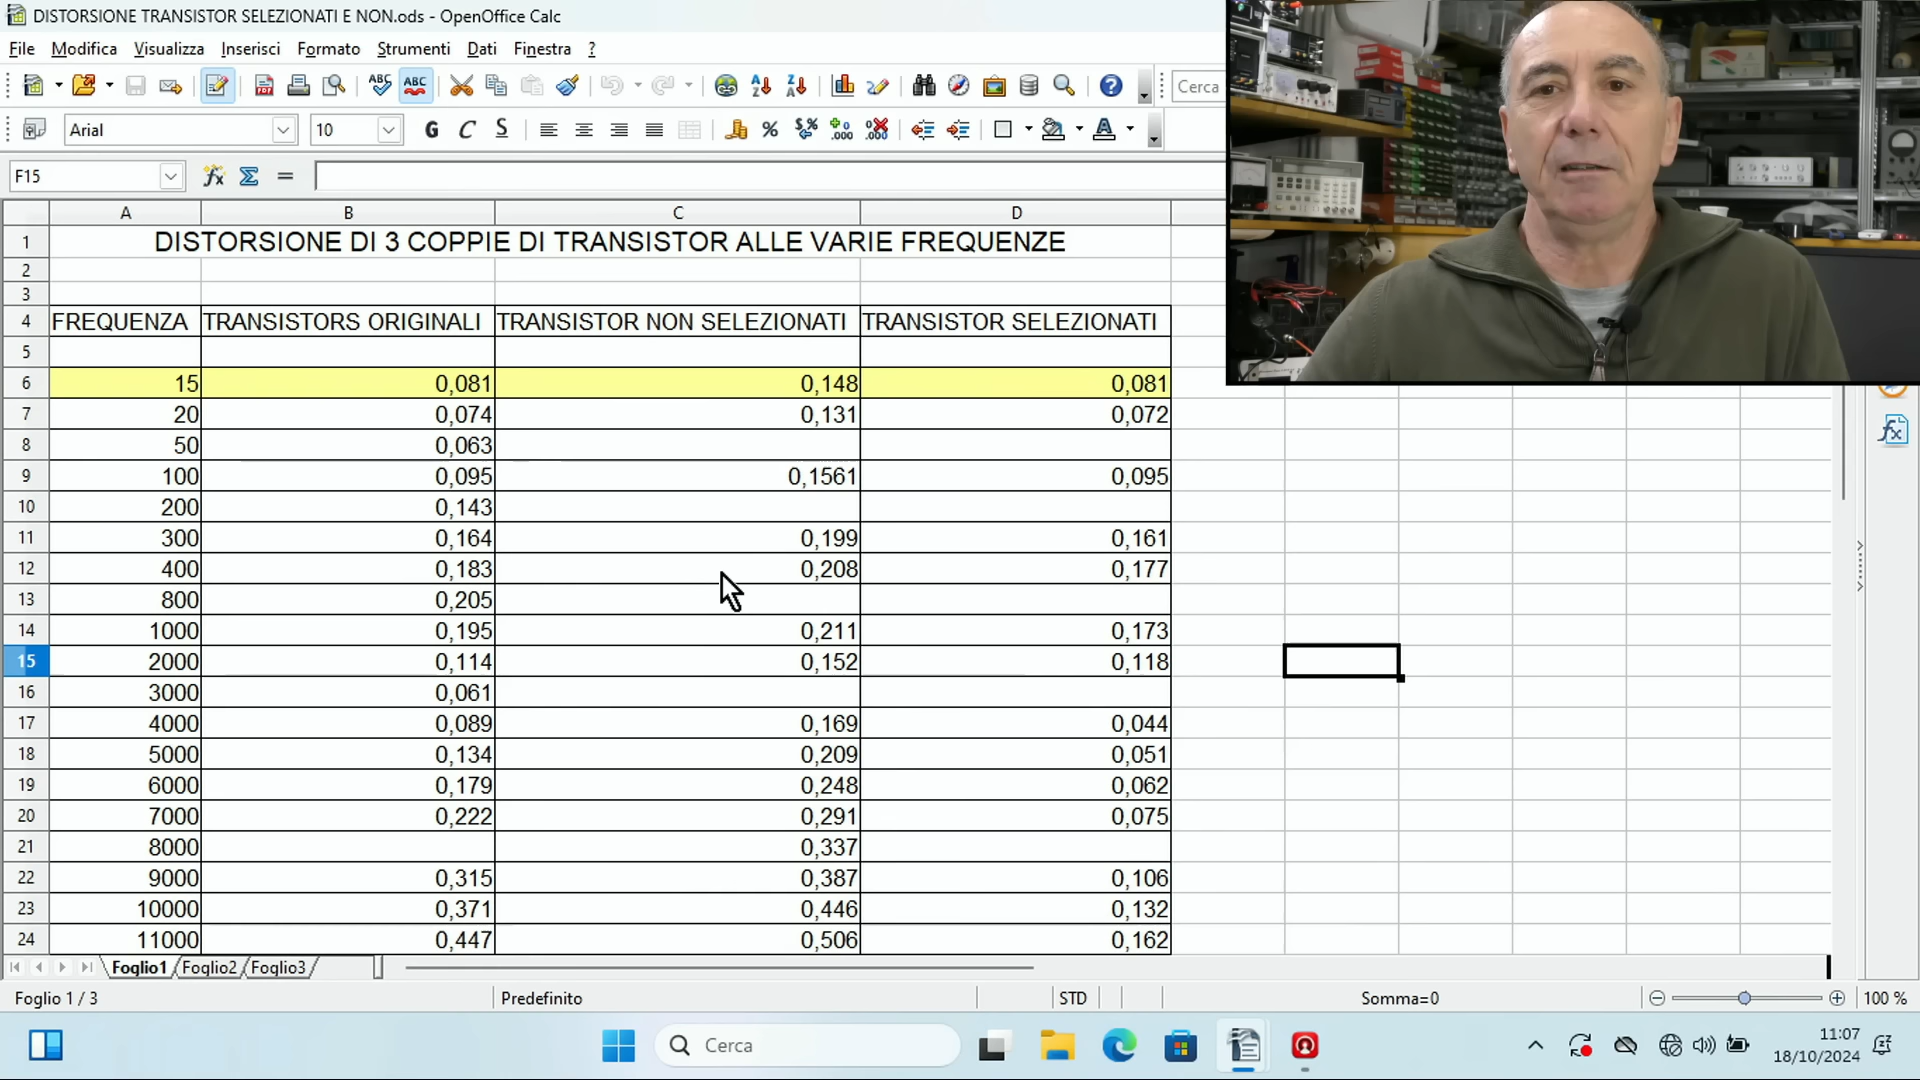 DISTORSIONE TRANSISTOR SELEZIONATI E NON.ods - OpenOffice Calc
File Modifica Visualizza Inserisci Formato Strumenti Dati Finestra ?
Cerca
Arial 10 G C S
F15
A B C D
1 DISTORSIONE DI 3 COPPIE DI TRANSISTOR ALLE VARIE FREQUENZE
2
3
4 FREQUENZA TRANSISTORS ORIGINALI TRANSISTOR NON SELEZIONATI TRANSISTOR SELEZIONATI
5
6 15 0,081 0,148 0,081
7 20 0,074 0,131 0,072
8 50 0,063
9 100 0,095 0,1561 0,095
10 200 0,143
11 300 0,164 0,199 0,161
12 400 0,183 0,208 0,177
13 800 0,205
14 1000 0,195 0,211 0,173
15 2000 0,114 0,152 0,118
16 3000 0,061
17 4000 0,089 0,169 0,044
18 5000 0,134 0,209 0,051
19 6000 0,179 0,248 0,062
20 7000 0,222 0,291 0,075
21 8000 0,337
22 9000 0,315 0,387 0,106
23 10000 0,371 0,446 0,132
24 11000 0,447 0,506 0,162
Foglio1 Foglio2 Foglio3
Foglio 1 / 3 Predefinito STD Somma=0 100 %
Cerca
11:07
18/10/2024